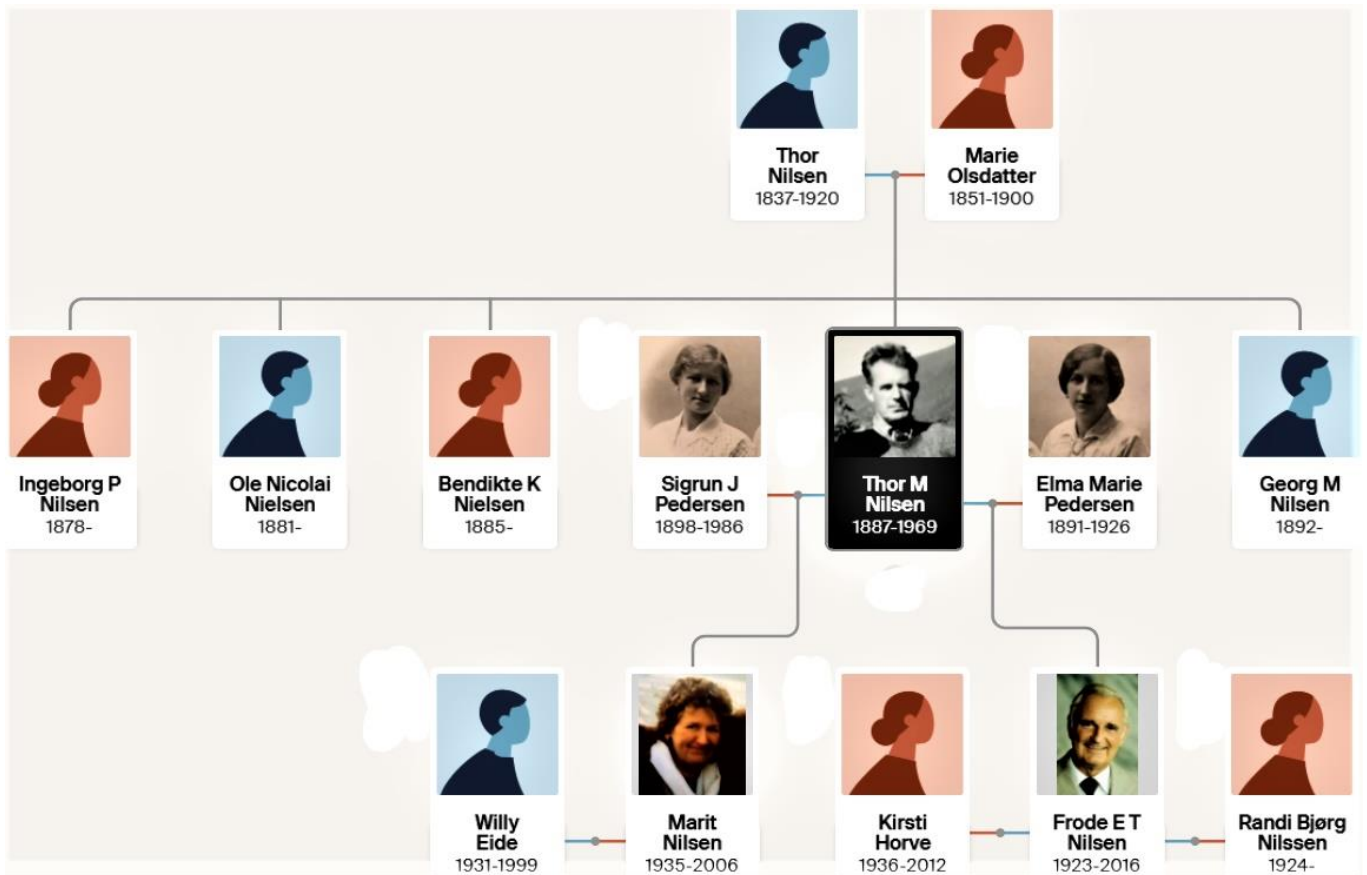 Thor
Nilsen
1837-1920
Marie
Olsdatter
1851-1900
Ingeborg P
Nilsen
1878-
Ole Nicolai
Nielsen
1881-
Bendikte K
Nielsen
1885-
Sigrun J
Pedersen
1898-1986
Thor M
Nilsen
1887-1969
Elma Marie
Pedersen
1891-1926
Georg M
Nilsen
1892-
Willy
Eide
1931-1999
Marit
Nilsen
1935-2006
Kirsti
Horve
1936-2012
Frode E T
Nilsen
1923-2016
Randi Bjørg
Nilssen
1924-